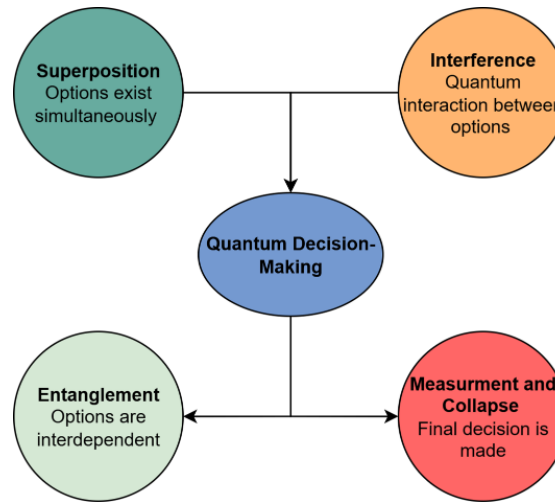 Superposition
Options exist
simultaneously
Interference
Quantum
interaction between
options
Quantum Decision-
Making
Entanglement
Options are
interdependent
Measurment and
Collapse
Final decision is
made